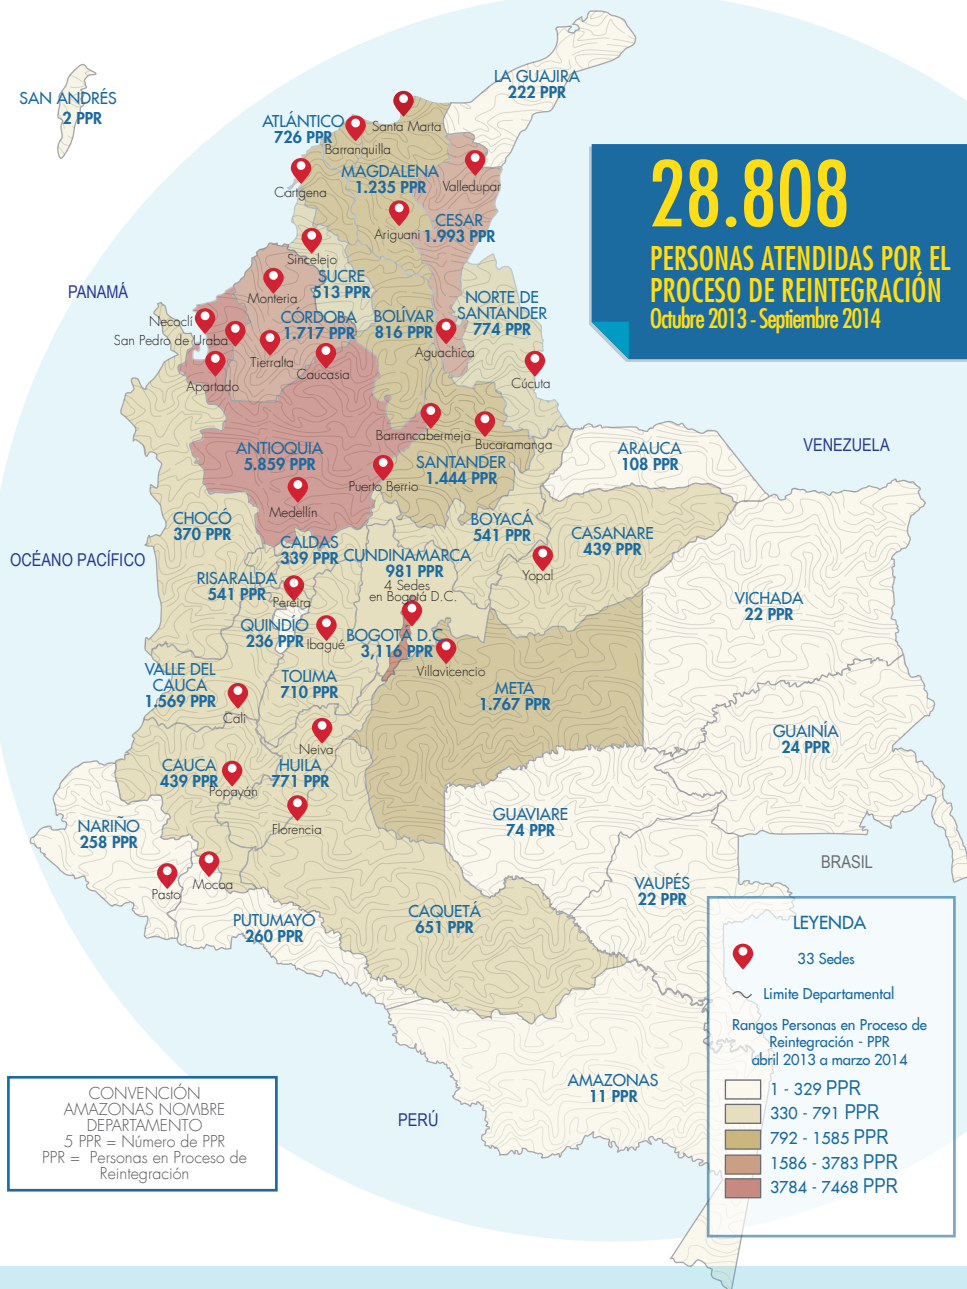 LA GUAJIRA
222 PPR
SAN ANDRÉS
2 PPR
ATLÁNTICO
726 PPR
Santa Marta
Barranquilla
MAGDALENA
1.235 PPR
Valledupar
Cartgena
Ariguani
CESAR
1.993 PPR
28.808
PERSONAS ATENDIDAS POR EL
PROCESO DE REINTEGRACIÓN
Octubre 2013 - Septiembre 2014
Sincelejo
SUCRE
513 PPR
PANAMÁ
Monteria
NORTE DE
SANTANDER
774 PPR
Necoclí
CÓRDOBA
1.717 PPR
BOLÍVAR
816 PPR
San Pedro de Uraba
Aguachica
Tierralta
Caucasia
Apartado
Cúcuta
Barrancabermeja
Bucaramanga
ANTIOQUIA
5.859 PPR
SANTANDER
1.444 PPR
ARAUCA
108 PPR
VENEZUELA
Puerto Berrio
Medellín
CHOCÓ
370 PPR
BOYACÁ
541 PPR
CASANARE
439 PPR
OCÉANO PACÍFICO
CALDAS
339 PPR
CUNDINAMARCA
981 PPR
Yopal
RISARALDA
541 PPR
4 Sedes
en Bogotá D.C.
Pereira
VICHADA
22 PPR
QUINDÍO
236 PPR
Ibagué
BOGOTÁ D.C.
3,116 PPR
Villavicencio
VALLE DEL
CAUCA
1.569 PPR
TOLIMA
710 PPR
META
1.767 PPR
Cali
GUAINÍA
24 PPR
Neiva
CAUCA
439 PPR
HUILA
771 PPR
Popayán
Florencia
GUAVIARE
74 PPR
NARIÑO
258 PPR
BRASIL
Pasto
Mocoa
VAUPÉS
22 PPR
PUTUMAYO
260 PPR
CAQUETÁ
651 PPR
AMAZONAS
11 PPR
PERÚ
LEYENDA
33 Sedes
Limite Departamental
Rangos Personas en Proceso de
Reintegración - PPR
abril 2013 a marzo 2014
1 - 329 PPR
330 - 791 PPR
792 - 1585 PPR
1586 - 3783 PPR
3784 - 7468 PPR
CONVENCIÓN
AMAZONAS NOMBRE
DEPARTAMENTO
5 PPR = Número de PPR
PPR = Personas en Proceso de
Reintegración